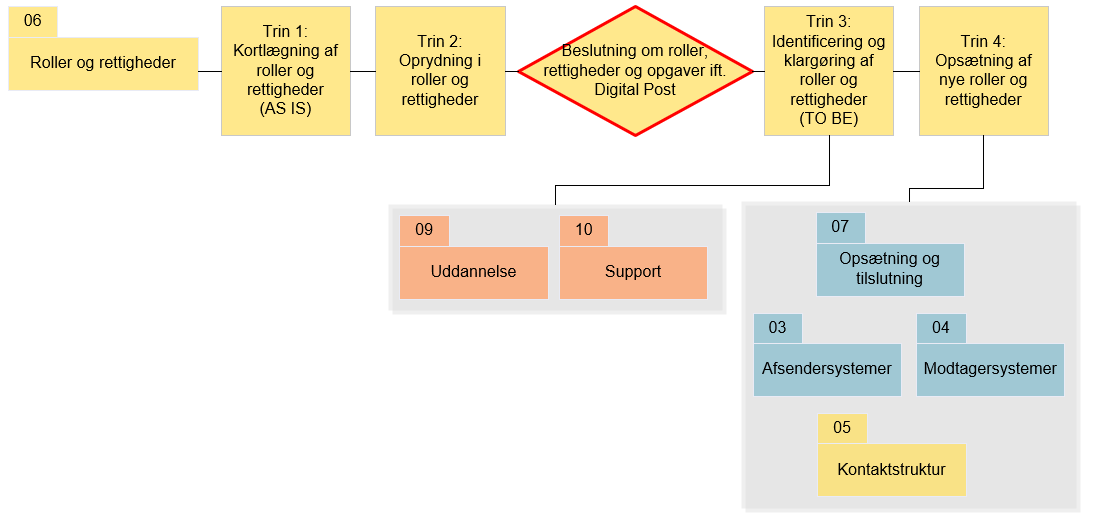 06
Roller og rettigheder
Trin 1:
Kortlægning af
roller og
rettigheder
(AS IS)
Trin 2:
Oprydning i
roller og
rettigheder
Beslutning om roller,
rettigheder og opgaver ift.
Digital Post
Trin 3:
Identificering og
klargøring af
roller og
rettigheder
(TO BE)
Trin 4:
Opsætning af
nye roller og
rettigheder
09
Uddannelse
10
Support
07
Opsætning og
tilslutning
03
Afsendersystemer
04
Modtagersystemer
05
Kontaktstruktur